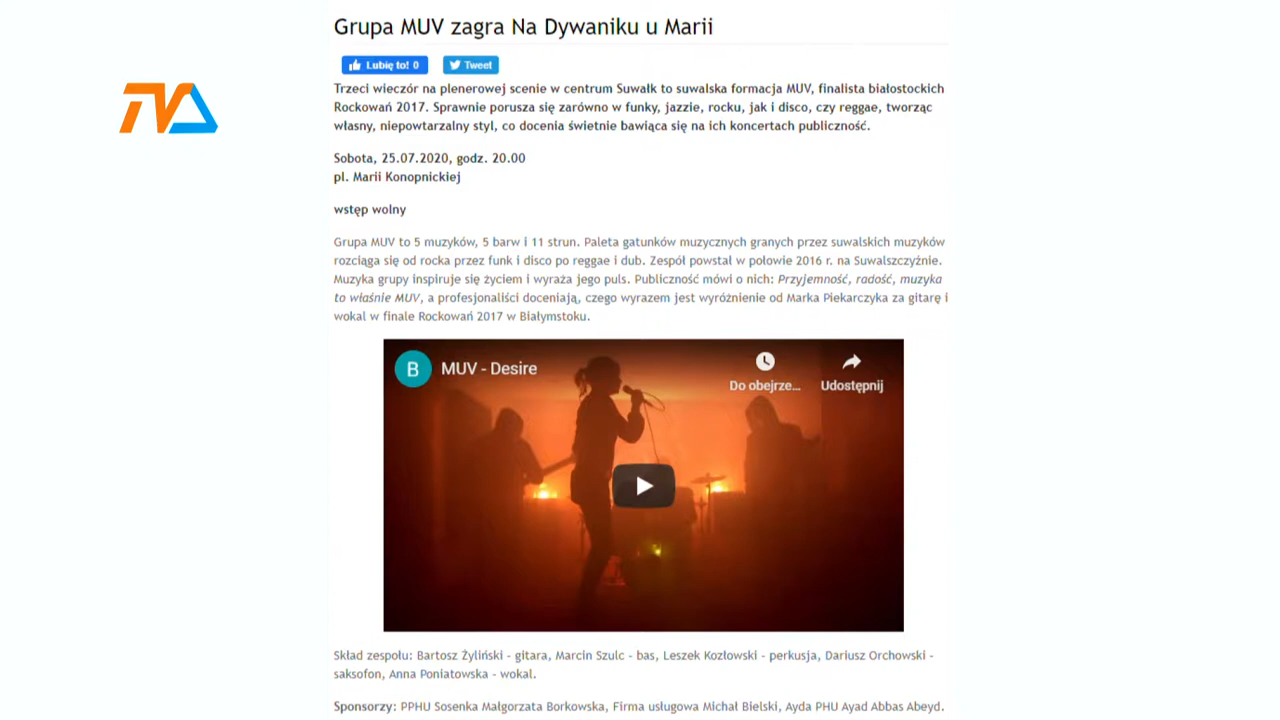 Grupa MUV zagra Na Dywaniku u Marii
Lubię to! 0
Tweet
TVA
Trzeci wieczór na plenerowej scenie w centrum Suwałk to suwalska formacja MUV, finalista białostockich
Rockowań 2017. Sprawnie porusza się zarówno w funky, jazzie, rocku, jak i disco, czy reggae, tworząc
własny, niepowtarzalny styl, co docenia świetnie bawiąca się na ich koncertach publiczność.
Sobota, 25.07.2020, godz. 20.00
pl. Marii Konopnickiej
wstęp wolny
Grupa MUV to 5 muzyków, 5 barw i 11 strun. Paleta gatunków muzycznych granych przez suwalskich muzyków
rozciąga się od rocka przez funk i disco po reggae i dub. Zespół powstał w połowie 2016 r. na Suwalszczyźnie.
Muzyka grupy inspiruje się życiem i wyraża jego puls. Publiczność mówi o nich: Przyjemność, radość, muzyka
to właśnie MUV, a profesjonaliści doceniają, czego wyrazem jest wyróżnienie od Marka Piekarczyka za gitarę i
wokal w finale Rockowań 2017 w Białymstoku.
B
MUV - Desire
Do obejrze...
Udostępnij
Skład zespołu: Bartosz Żyliński - gitara, Marcin Szulc - bas, Leszek Kozłowski - perkusja, Dariusz Orchowski -
saksofon, Anna Poniatowska - wokal.
Sponsorzy: PPHU Sosenka Małgorzata Borkowska, Firma usługowa Michał Bielski, Ayda PHU Ayad Abbas Abeyd.